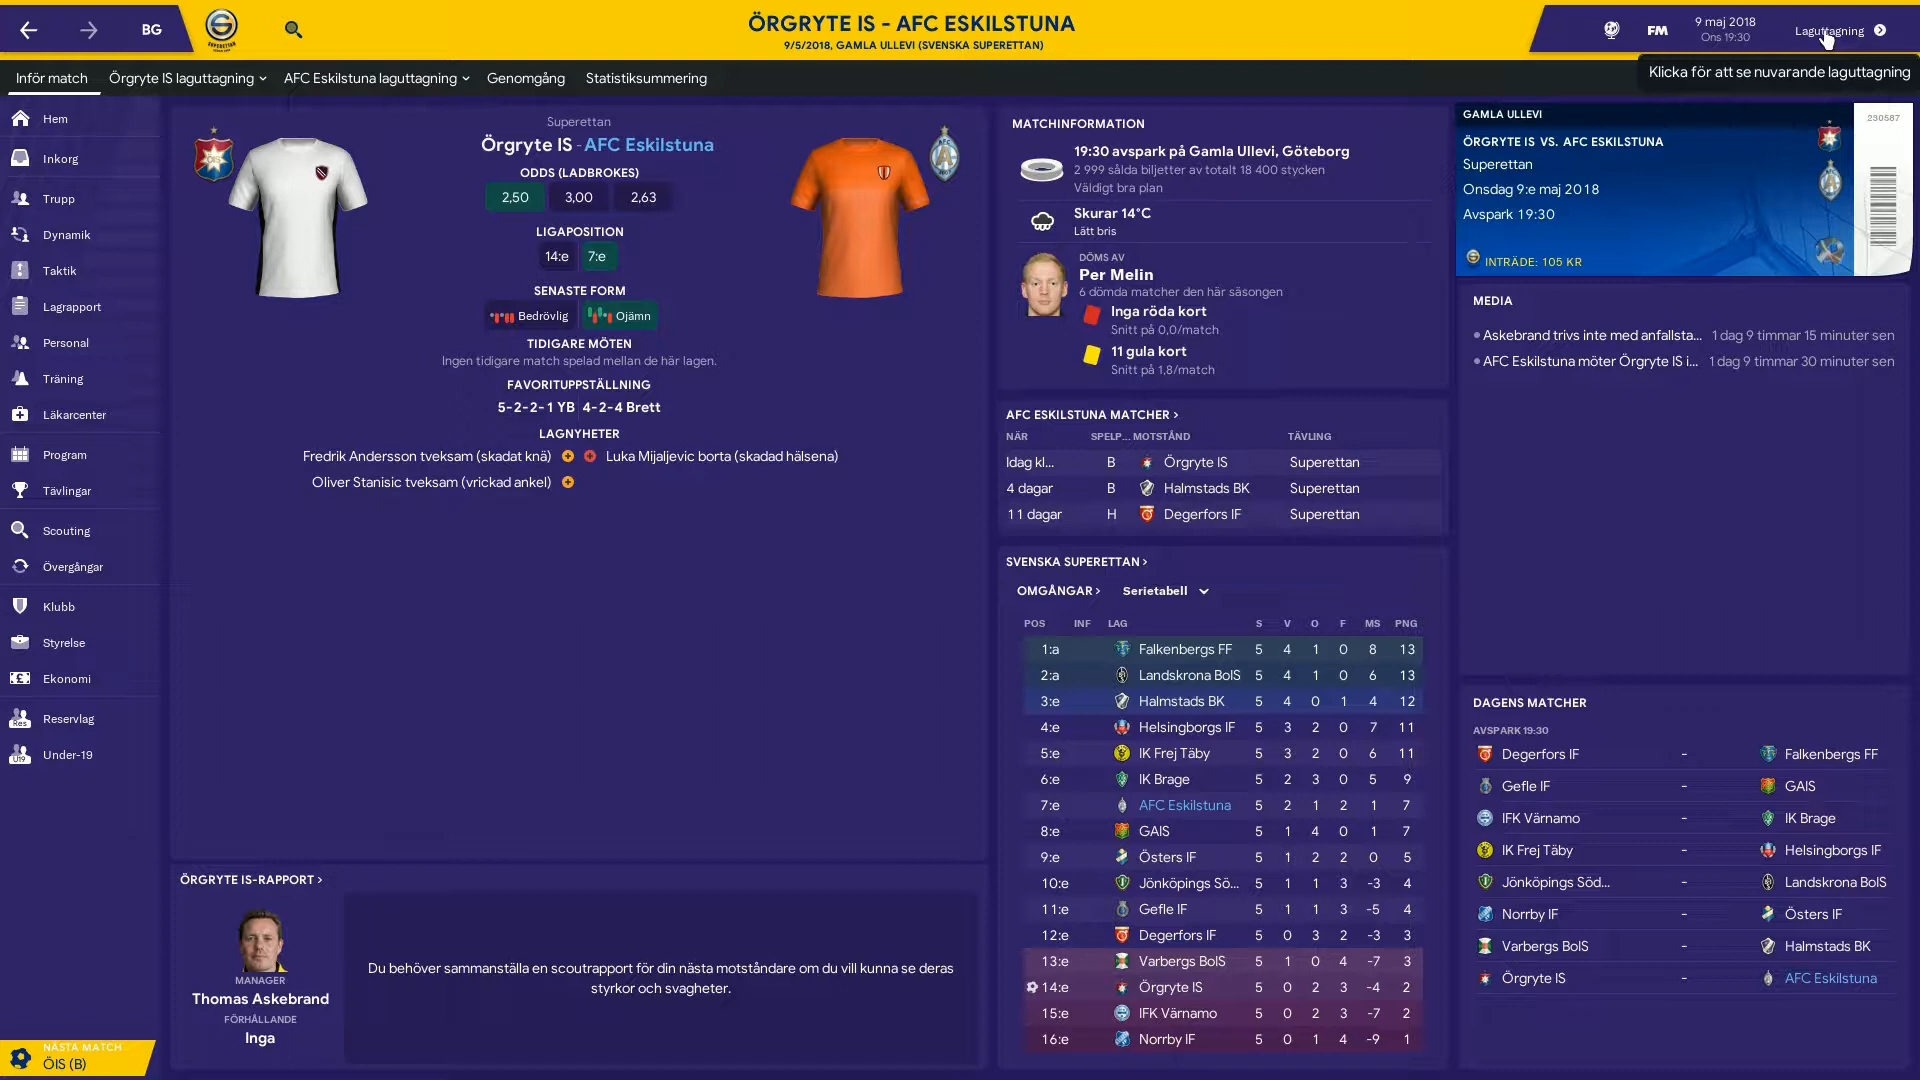 BG
ÖRGRYTE IS - AFC ESKILSTUNA
9/5/2018, GAMLA ULLEVI (SVENSKA SUPERETTAN)
FM
9 maj 2018
Ons 19:30
Laguttagning
Inför match
Örgryte IS laguttagning
AFC Eskilstuna laguttagning
Genomgång
Statistiksummering
Klicka för att se nuvarande laguttagning
Hem
Inkorg
Trupp
Dynamik
Taktik
Lagrapport
Personal
Träning
Läkarcenter
Program
Tävlingar
Scouting
Övergångar
Klubb
Styrelse
Ekonomi
Reservlag
Under-19
NÄSTA MATCH
ÖIS (B)
Superettan
Örgryte IS - AFC Eskilstuna
ODDS (LADBROKES)
2,50 3,00 2,63
LIGAPOSITION
14:e 7:e
SENASTE FORM
Bedrövlig Ojämn
TIDIGARE MÖTEN
Ingen tidigare match spelad mellan de här lagen.
FAVORITUPPSTÄLLNING
5-2-2-1 YB 4-2-4 Brett
LAGNYHETER
Fredrik Andersson tveksam (skadat knä) Luka Mijaljevic borta (skadad hälsena)
Oliver Stanisic tveksam (vrickad ankel)
ÖRGRYTE IS-RAPPORT >
MANAGER
Thomas Askebrand
FÖRHÅLLANDE
Inga
Du behöver sammanställa en scoutrapport för din nästa motståndare om du vill kunna se deras
styrkor och svagheter.
MATCHINFORMATION
19:30 avspark på Gamla Ullevi, Göteborg
2 999 sålda biljetter av totalt 18 400 stycken
Väldigt bra plan
Skurar 14°C
Lätt bris
DÖMS AV
Per Melin
6 dömda matcher den här säsongen
Inga röda kort
Snitt på 0,0/match
11 gula kort
Snitt på 1,8/match
AFC ESKILSTUNA MATCHER >
NÄR SPELP... MOTSTÅND TÄVLING
Idag kl... B Örgryte IS Superettan
4 dagar B Halmstads BK Superettan
11 dagar H Degerfors IF Superettan
SVENSKA SUPERETTAN >
OMGÅNGAR > Serietabell
POS INF LAG S V O F MS PNG
1:a Falkenbergs FF 5 4 1 0 8 13
2:a Landskrona BoIS 5 4 1 0 6 13
3:e Halmstads BK 5 4 0 1 4 12
4:e Helsingborgs IF 5 3 2 0 7 11
5:e IK Frej Täby 5 3 2 0 6 11
6:e IK Brage 5 2 3 0 5 9
7:e AFC Eskilstuna 5 2 1 2 1 7
8:e GAIS 5 1 4 0 1 7
9:e Östers IF 5 1 2 2 0 5
10:e Jönköpings Sö... 5 1 1 3 -3 4
11:e Gefle IF 5 1 1 3 -5 4
12:e Degerfors IF 5 0 3 2 -3 3
13:e Varbergs BoIS 5 1 0 4 -7 3
14:e Örgryte IS 5 0 2 3 -4 2
15:e IFK Värnamo 5 0 2 3 -7 2
16:e Norrby IF 5 0 1 4 -9 1
GAMLA ULLEVI
ÖRGRYTE IS VS. AFC ESKILSTUNA
Superettan
Onsdag 9:e maj 2018
Avspark 19:30
INTRÄDE: 105 KR
230587
MEDIA
Askebrand trivs inte med anfallsta... 1 dag 9 timmar 15 minuter sen
AFC Eskilstuna möter Örgryte IS i... 1 dag 9 timmar 30 minuter sen
DAGENS MATCHER
AVSPARK 19:30
Degerfors IF - Falkenbergs FF
Gefle IF - GAIS
IFK Värnamo - IK Brage
IK Frej Täby - Helsingborgs IF
Jönköpings Söd... - Landskrona BoIS
Norrby IF - Östers IF
Varbergs BoIS - Halmstads BK
Örgryte IS - AFC Eskilstuna